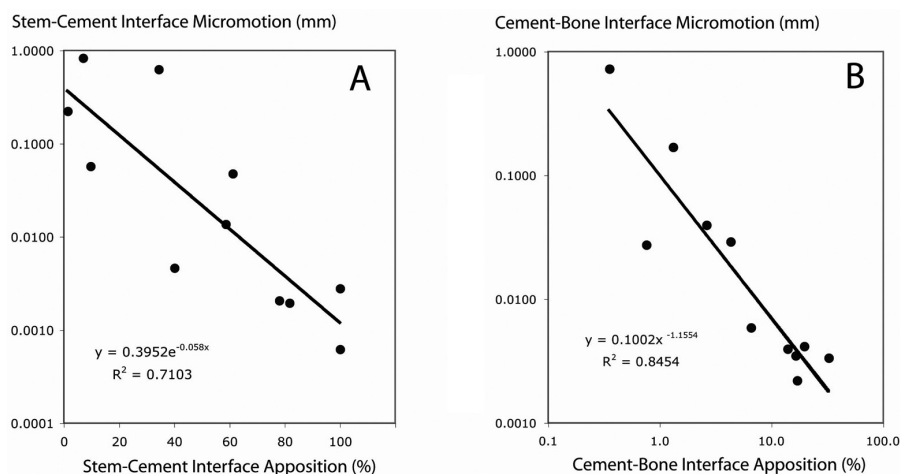 Stem-Cement Interface Micromotion (mm)
1.0000
0.1000
0.0100
0.0010
0.0001
A
y = 0.3952e^-0.058x
R² = 0.7103
0 20 40 60 80 100
Stem-Cement Interface Apposition (%)
Cement-Bone Interface Micromotion (mm)
1.0000
0.1000
0.0100
0.0010
B
y = 0.1002x^-1.1554
R² = 0.8454
0.1 1.0 10.0 100.0
Cement-Bone Interface Apposition (%)